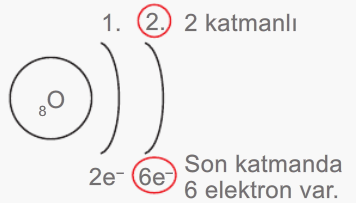 1. 2. 2 katmanlı
₈O
2e⁻ 6e⁻ Son katmanda
6 elektron var.